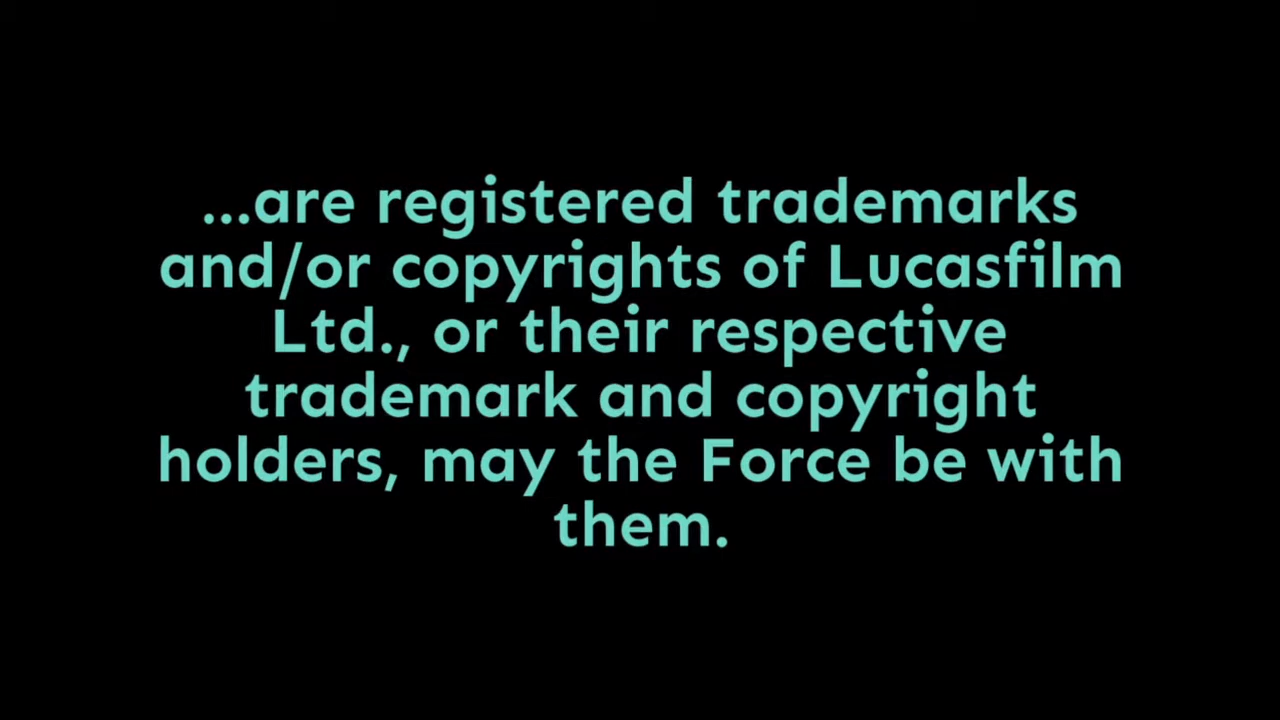 ...are registered trademarks
and/or copyrights of Lucasfilm
Ltd., or their respective
trademark and copyright
holders, may the Force be with
them.